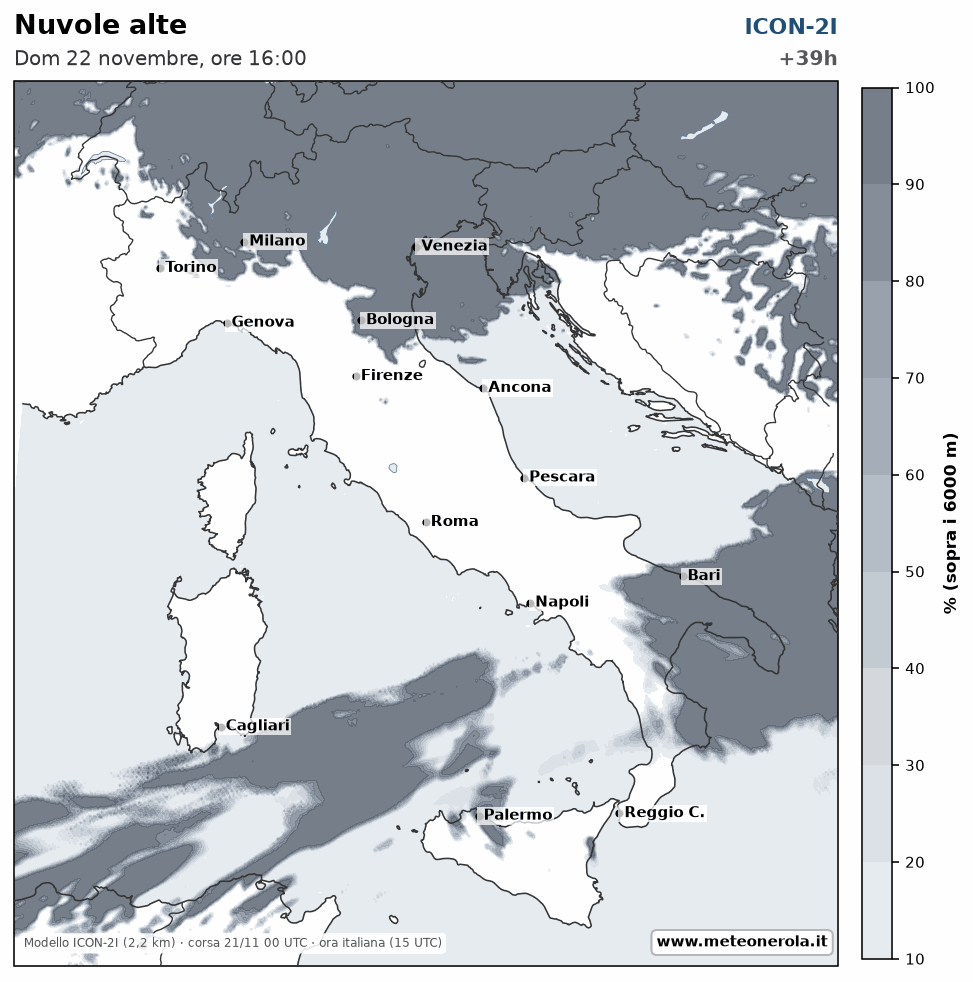 Nuvole alte
ICON-2I
Dom 22 novembre, ore 16:00
+39h
100
90
80
70
60
50
40
30
20
10
% (sopra i 6000 m)
Milano
Venezia
Torino
Genova
Bologna
Firenze
Ancona
Pescara
Roma
Bari
Napoli
Cagliari
Palermo
Reggio C.
Modello ICON-2I (2,2 km) · corsa 21/11 00 UTC · ora italiana (15 UTC)
www.meteonerola.it